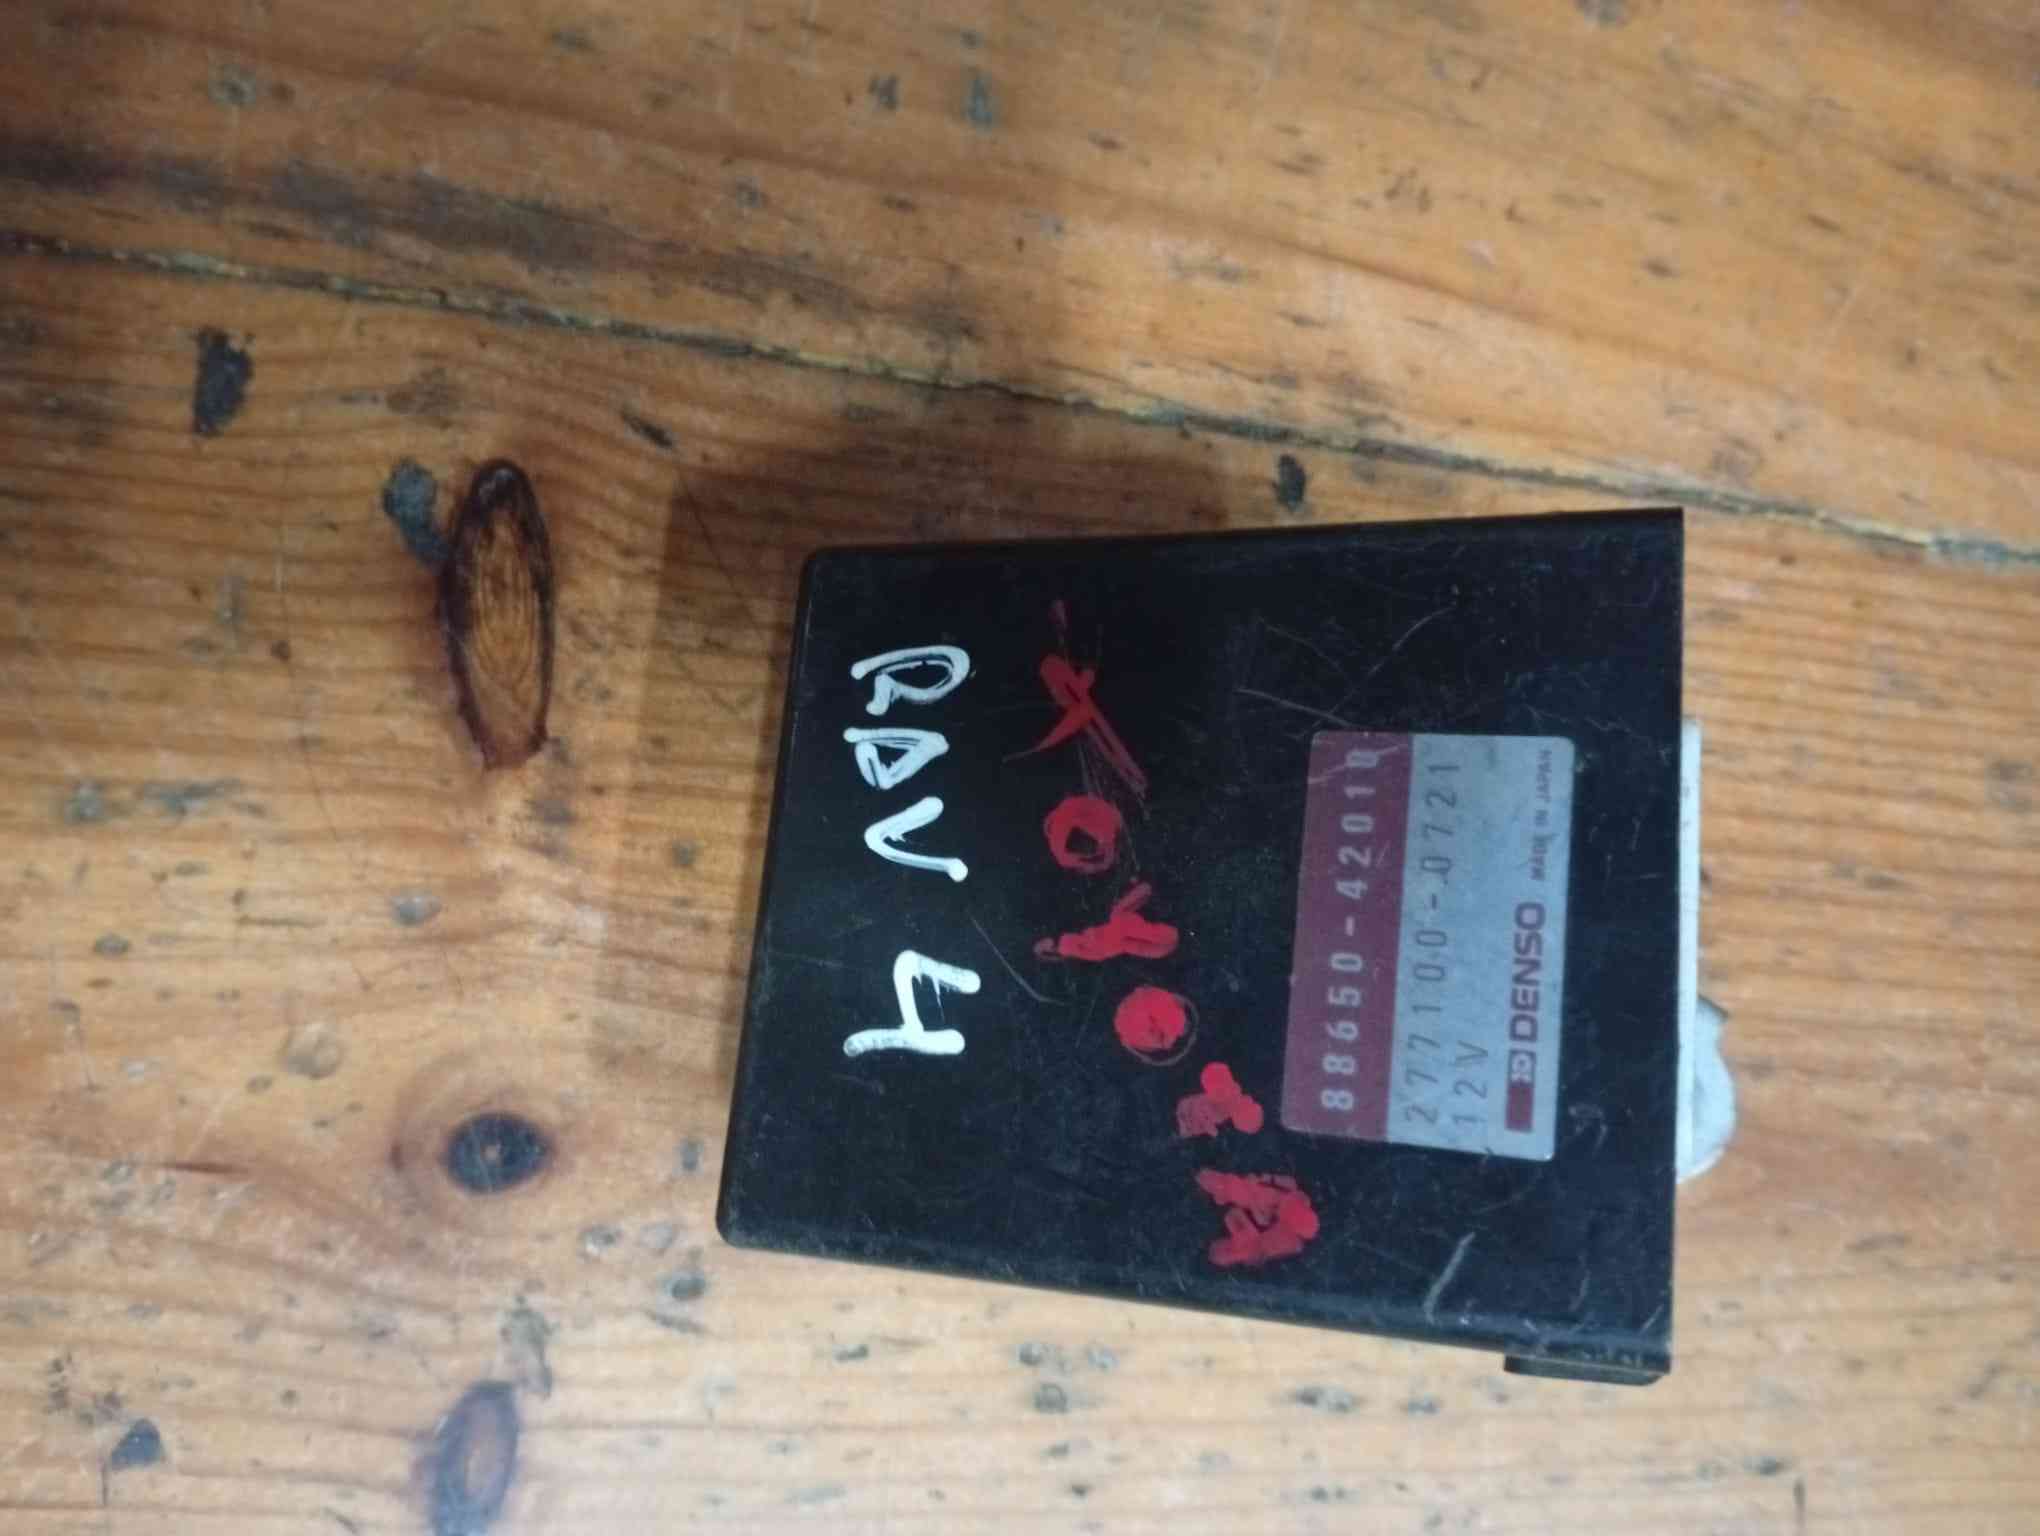 88650-42010
277100-0721
12V
DENSO MADE IN JAPAN
TOYOTA
RAV 4